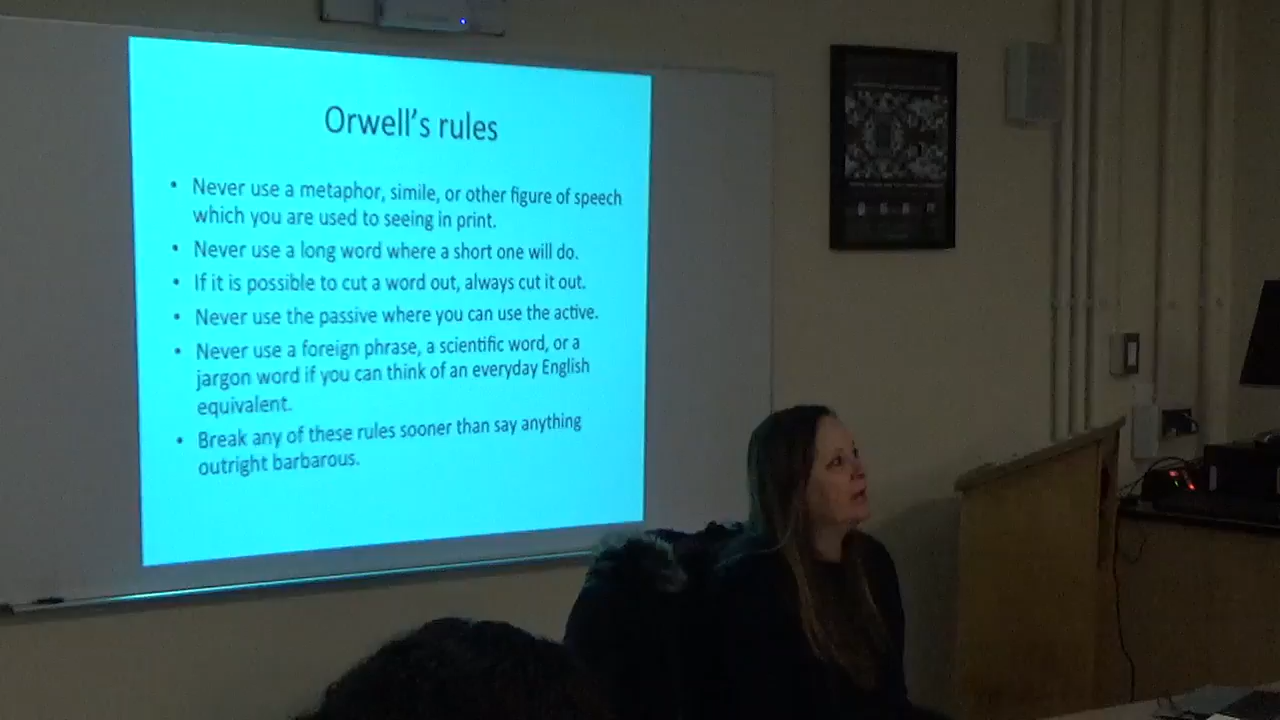 Orwell's rules
• Never use a metaphor, simile, or other figure of speech
which you are used to seeing in print.
• Never use a long word where a short one will do.
• If it is possible to cut a word out, always cut it out.
• Never use the passive where you can use the active.
• Never use a foreign phrase, a scientific word, or a
jargon word if you can think of an everyday English
equivalent.
• Break any of these rules sooner than say anything
outright barbarous.